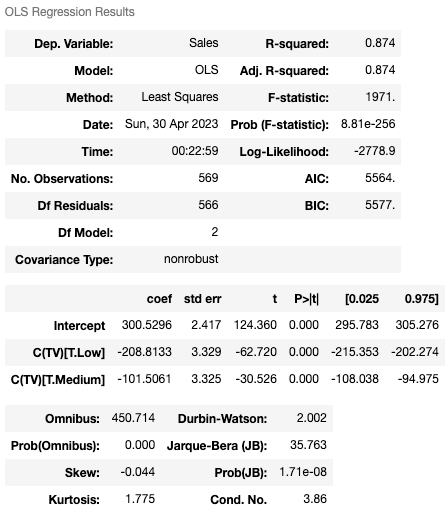 OLS Regression Results
Dep. Variable: Sales R-squared: 0.874
Model: OLS Adj. R-squared: 0.874
Method: Least Squares F-statistic: 1971.
Date: Sun, 30 Apr 2023 Prob (F-statistic): 8.81e-256
Time: 00:22:59 Log-Likelihood: -2778.9
No. Observations: 569 AIC: 5564.
Df Residuals: 566 BIC: 5577.
Df Model: 2
Covariance Type: nonrobust
coef std err t P>|t| [0.025 0.975]
Intercept 300.5296 2.417 124.360 0.000 295.783 305.276
C(TV)[T.Low] -208.8133 3.329 -62.720 0.000 -215.353 -202.274
C(TV)[T.Medium] -101.5061 3.325 -30.526 0.000 -108.038 -94.975
Omnibus: 450.714 Durbin-Watson: 2.002
Prob(Omnibus): 0.000 Jarque-Bera (JB): 35.763
Skew: -0.044 Prob(JB): 1.71e-08
Kurtosis: 1.775 Cond. No. 3.86